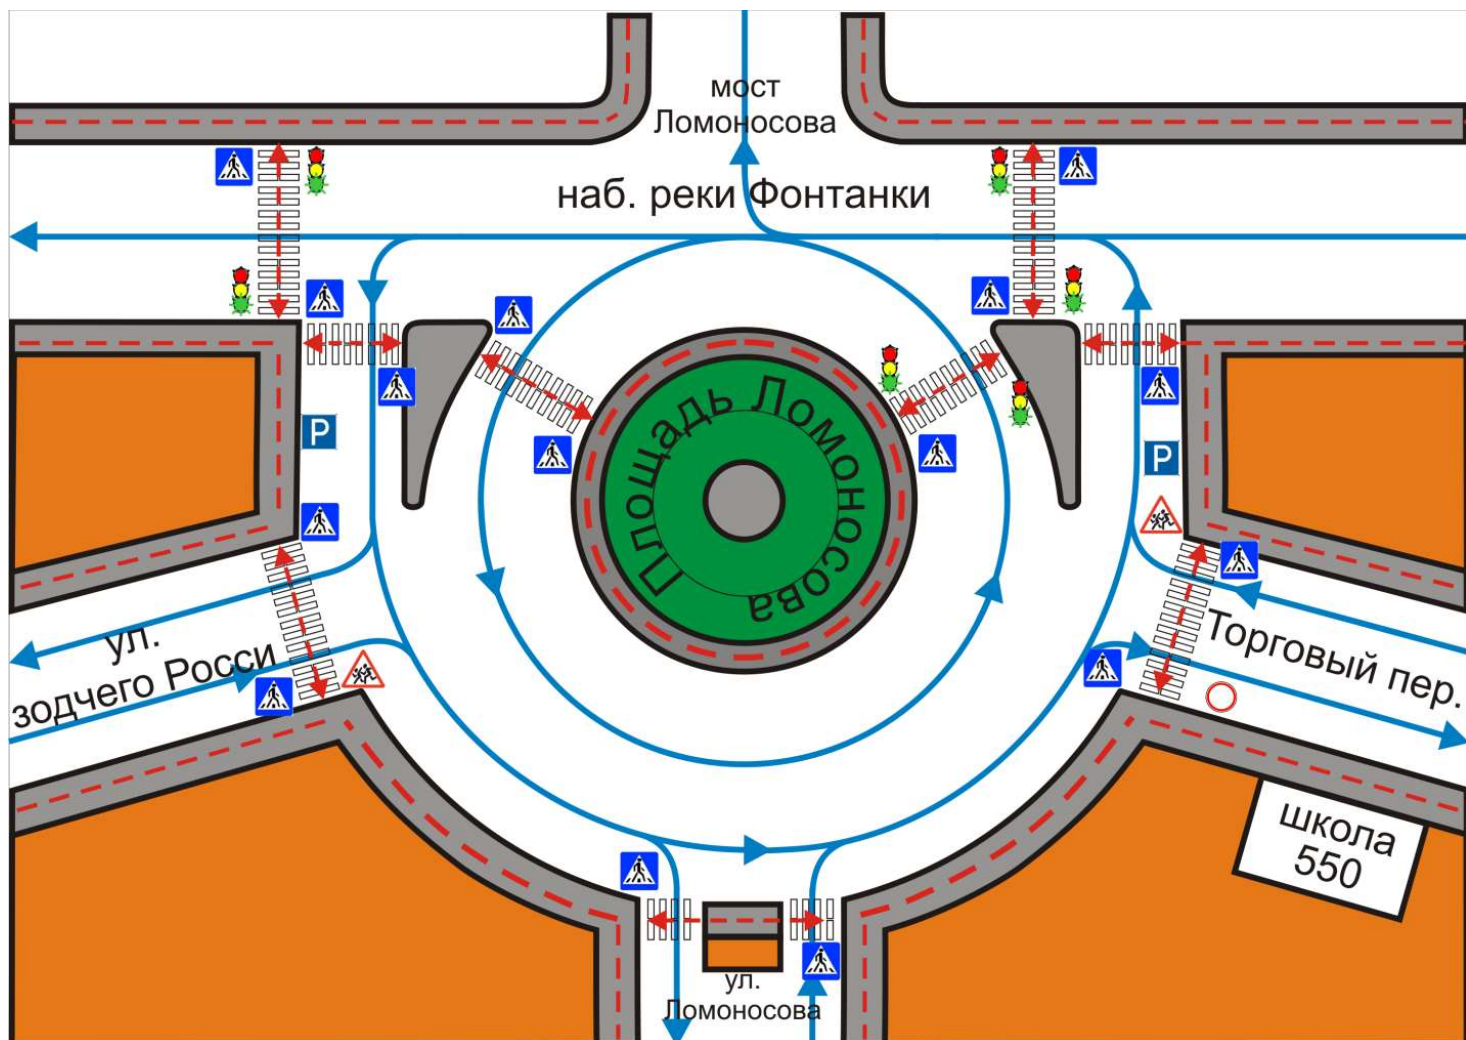 мост
Ломоносова
наб. реки Фонтанки
Площадь Ломоносова
P
P
ул.
зодчего Росси
Торговый пер.
школа
550
ул.
Ломоносова